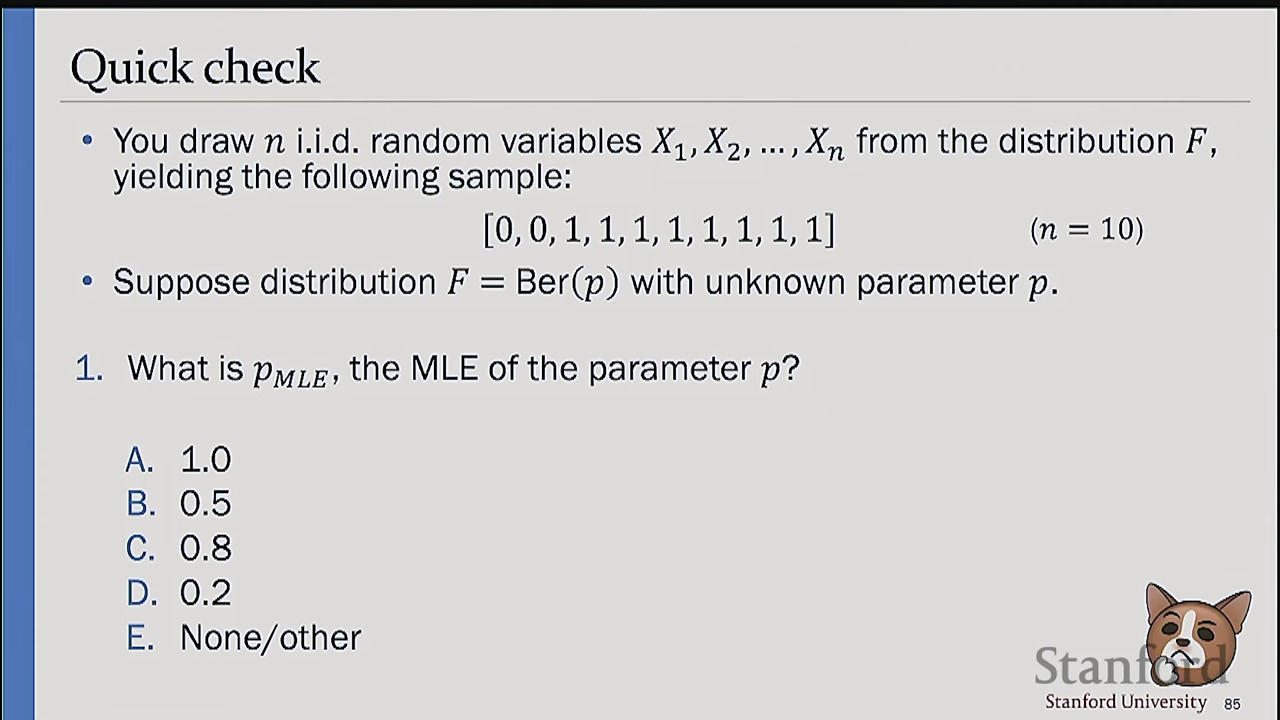 Quick check
• You draw n i.i.d. random variables X₁, X₂, … , Xₙ from the distribution F,
yielding the following sample:
[0, 0, 1, 1, 1, 1, 1, 1, 1, 1] (n = 10)
• Suppose distribution F = Ber(p) with unknown parameter p.
1. What is p_MLE, the MLE of the parameter p?
A. 1.0
B. 0.5
C. 0.8
D. 0.2
E. None/other
Stanford
Stanford University 85